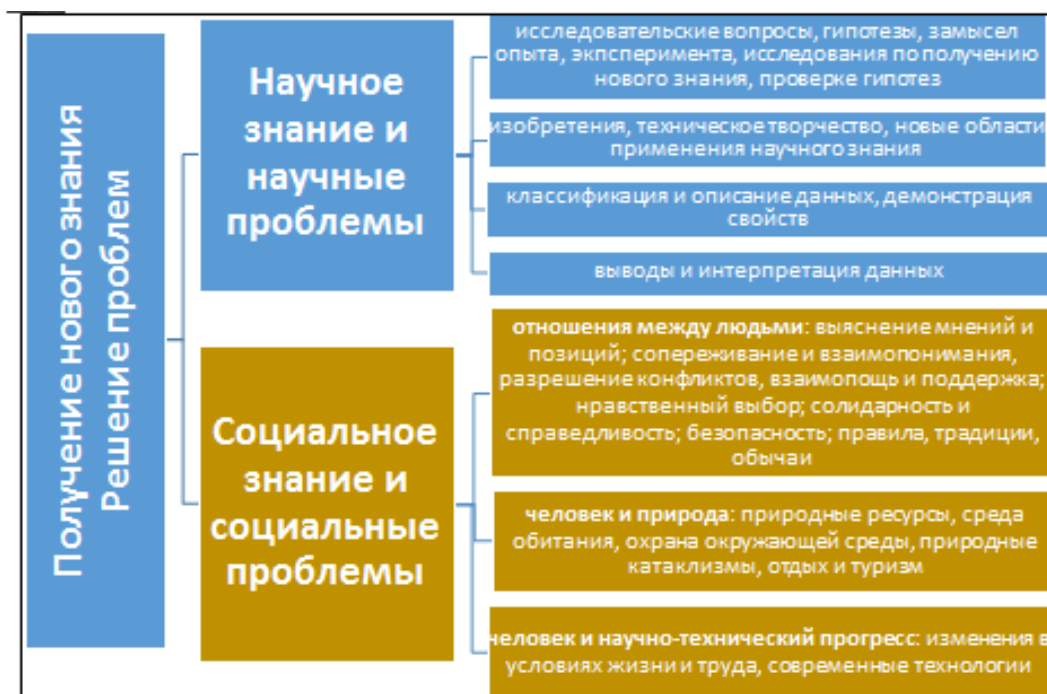 Получение нового знания
Решение проблем
Научное
знание и
научные
проблемы
исследовательские вопросы, гипотезы, замысел
опыта, экпсперимента, исследования по получению
нового знания, проверке гипотез
изобретения, техническое творчество, новые области
применения научного знания
классификация и описание данных, демонстрация
свойств
выводы и интерпретация данных
Социальное
знание и
социальные
проблемы
отношения между людьми: выяснение мнений и
позиций; сопереживание и взаимопонимания,
разрешение конфликтов, взаимопощь и поддержка;
нравственный выбор; солидарность и
справедливость; безопасность; правила, традиции,
обычаи
человек и природа: природные ресурсы, среда
обитания, охрана окружающей среды, природные
катаклизмы, отдых и туризм
человек и научно-технический прогресс: изменения в
условиях жизни и труда, современные технологии